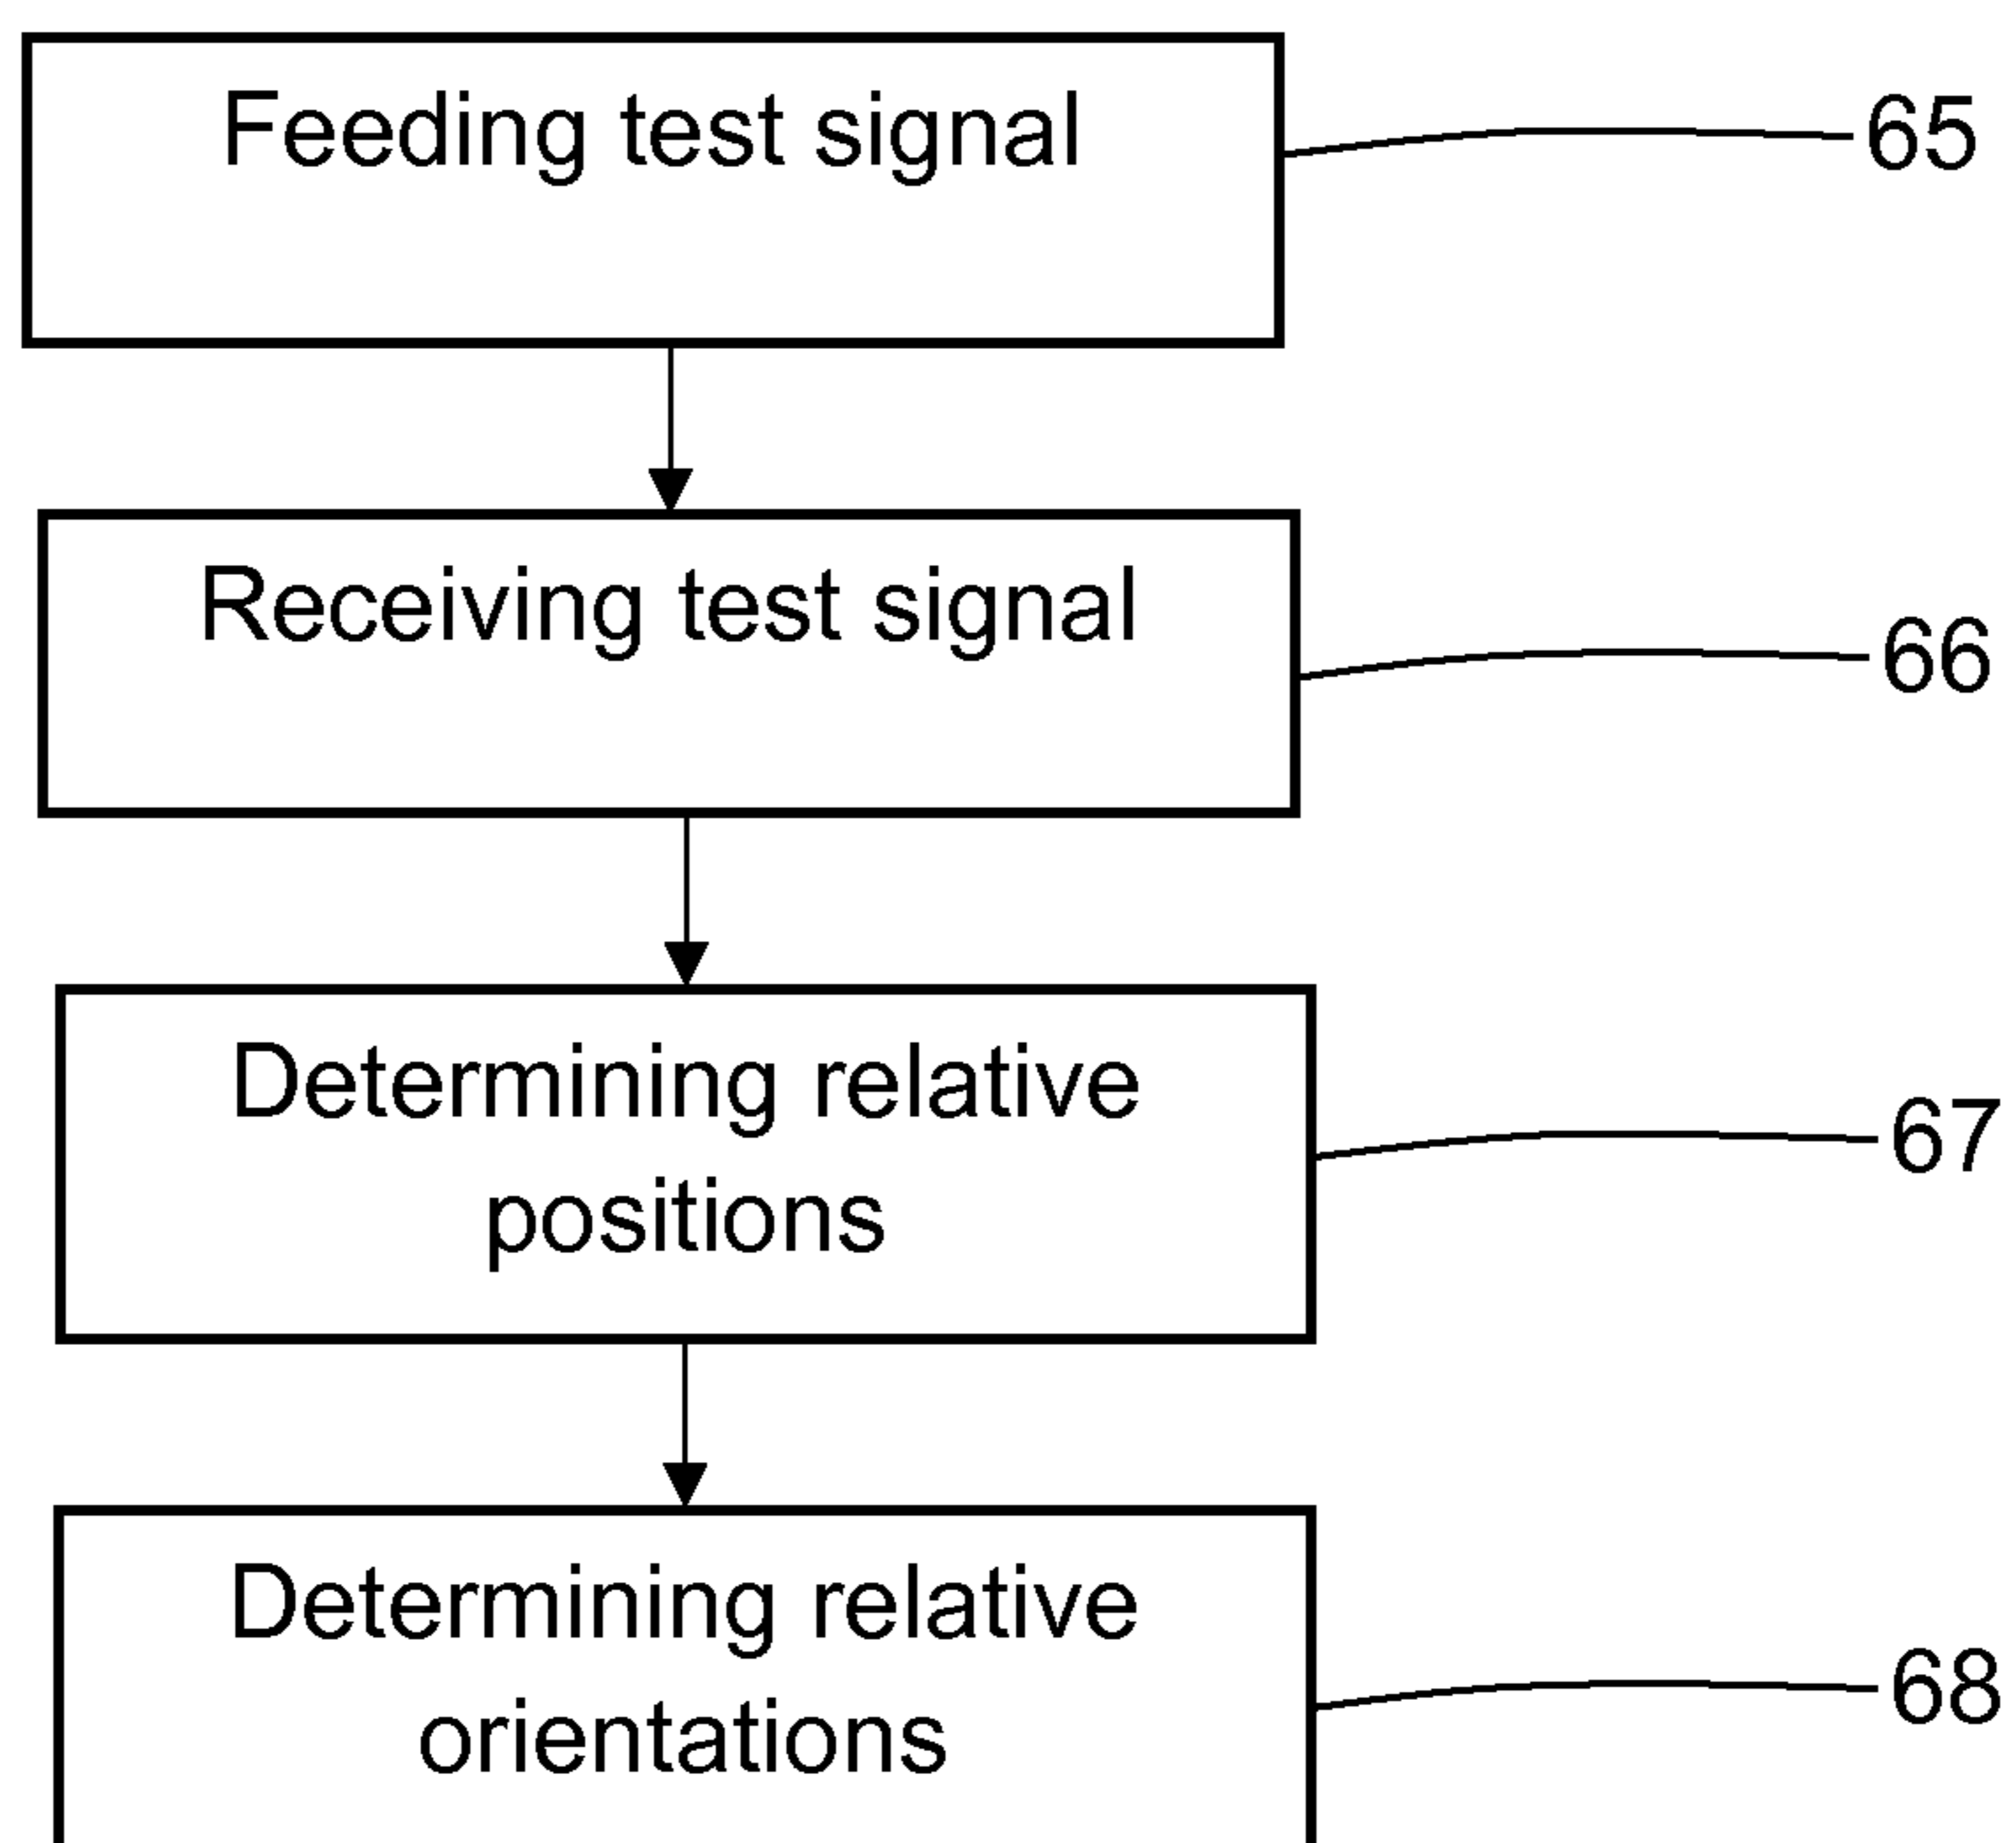 Feeding test signal
65
Receiving test signal
66
Determining relative
positions
67
Determining relative
orientations
68